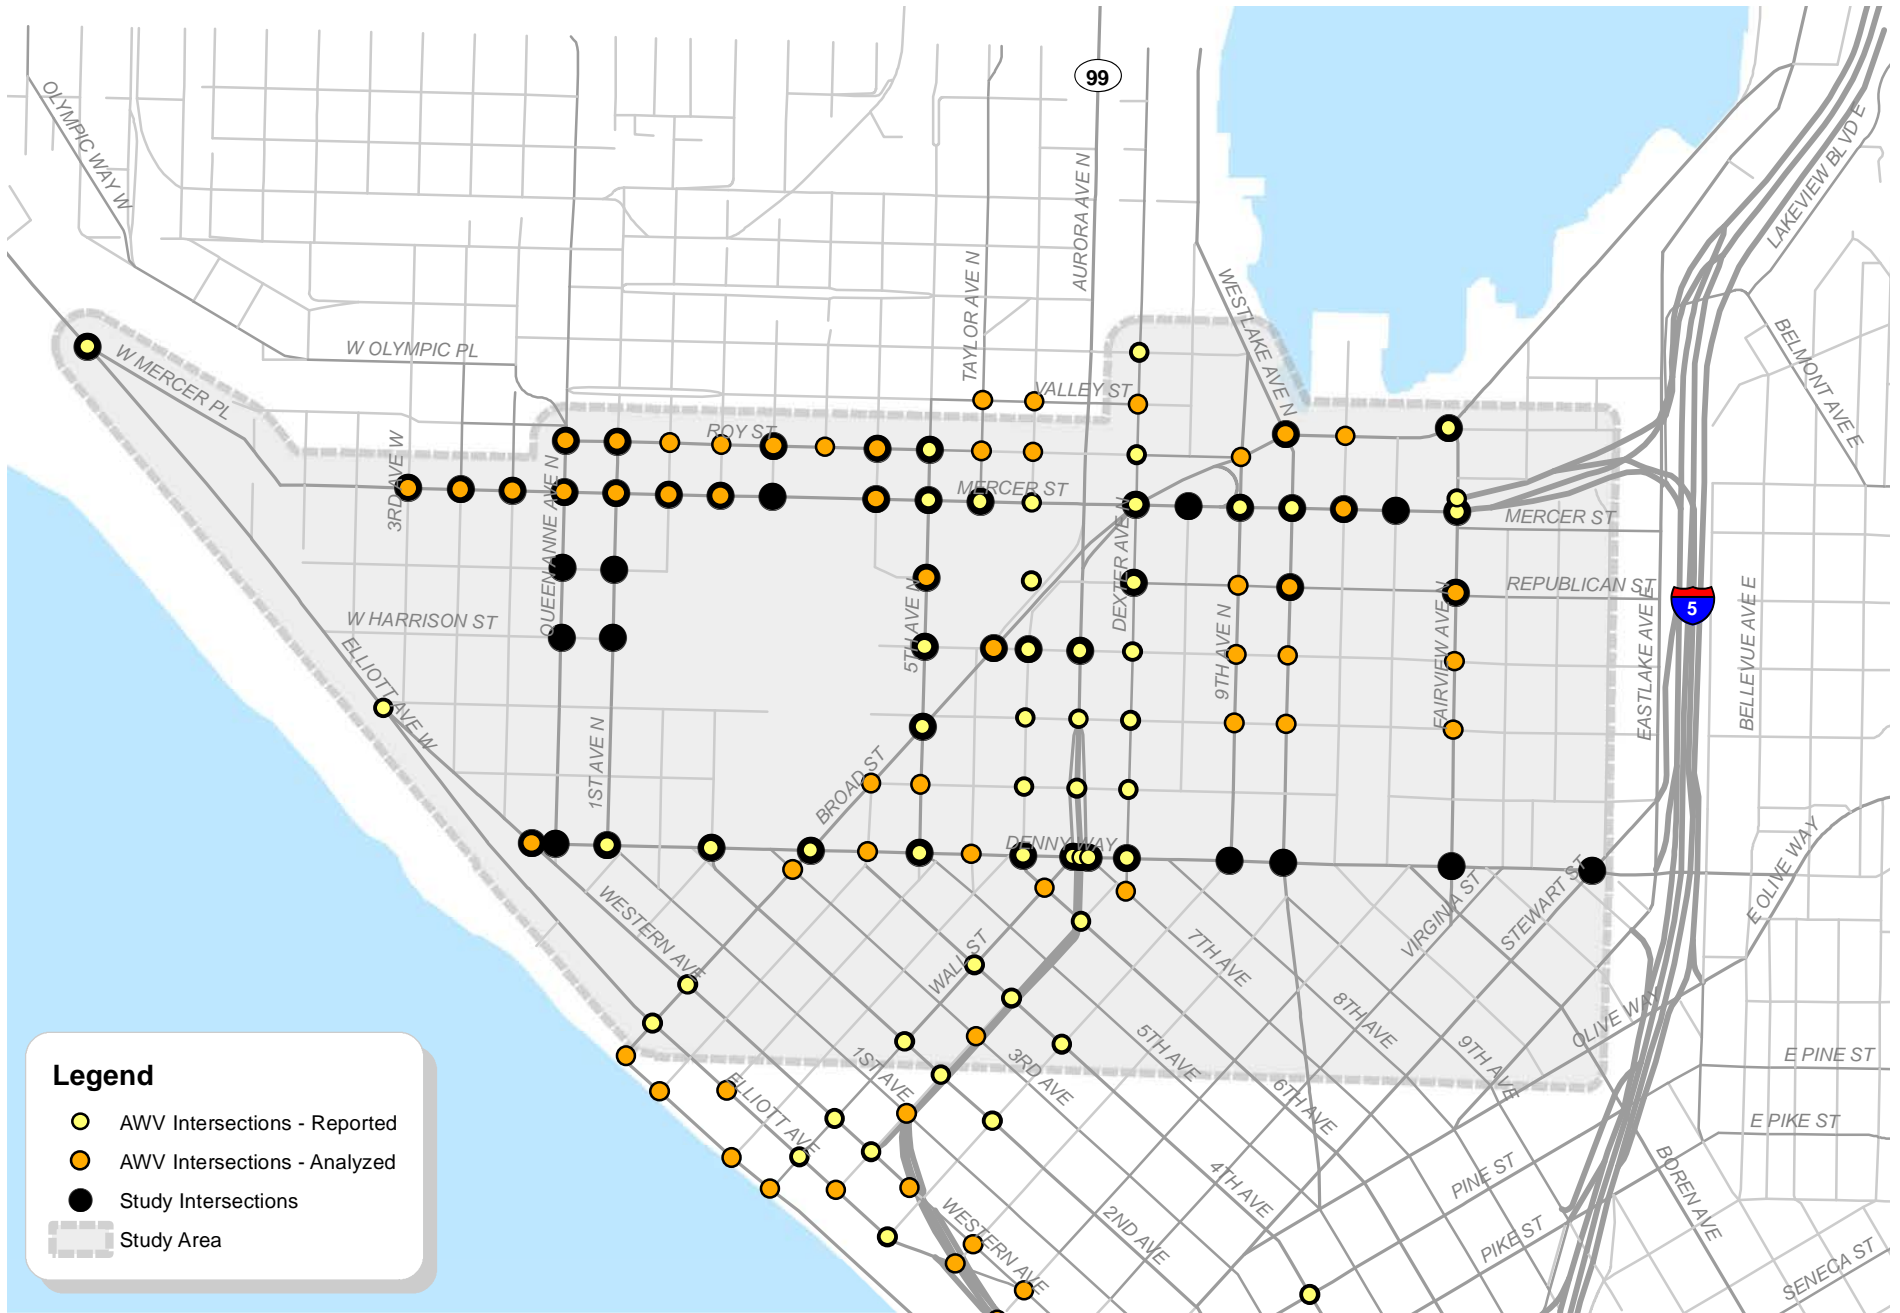 99
OLYMPIC WAY W
LAKEVIEW BLVD E
AURORA AVE N
TAYLOR AVE N
WESTLAKE AVE N
W OLYMPIC PL
BELMONT AVE E
W MERCER PL
VALLEY ST
ROY ST
3RD AVE W
QUEEN ANNE AVE N
MERCER ST
MERCER ST
DEXTER AVE N
REPUBLICAN ST
5
5TH AVE N
9TH AVE N
FAIRVIEW AVE N
EASTLAKE AVE E
BELLEVUE AVE E
W HARRISON ST
ELLIOTT AVE W
1ST AVE N
BROAD ST
DENNY WAY
E OLIVE WAY
VIRGINIA ST
STEWART ST
WESTERN AVE
WALL ST
7TH AVE
8TH AVE
OLIVE WAY
1ST AVE
3RD AVE
5TH AVE
6TH AVE
9TH AVE
E PINE ST
ELLIOTT AVE
E PIKE ST
4TH AVE
PINE ST
BOREN AVE
WESTERN AVE
2ND AVE
PIKE ST
SENECA ST
Legend
AWV Intersections - Reported
AWV Intersections - Analyzed
Study Intersections
Study Area